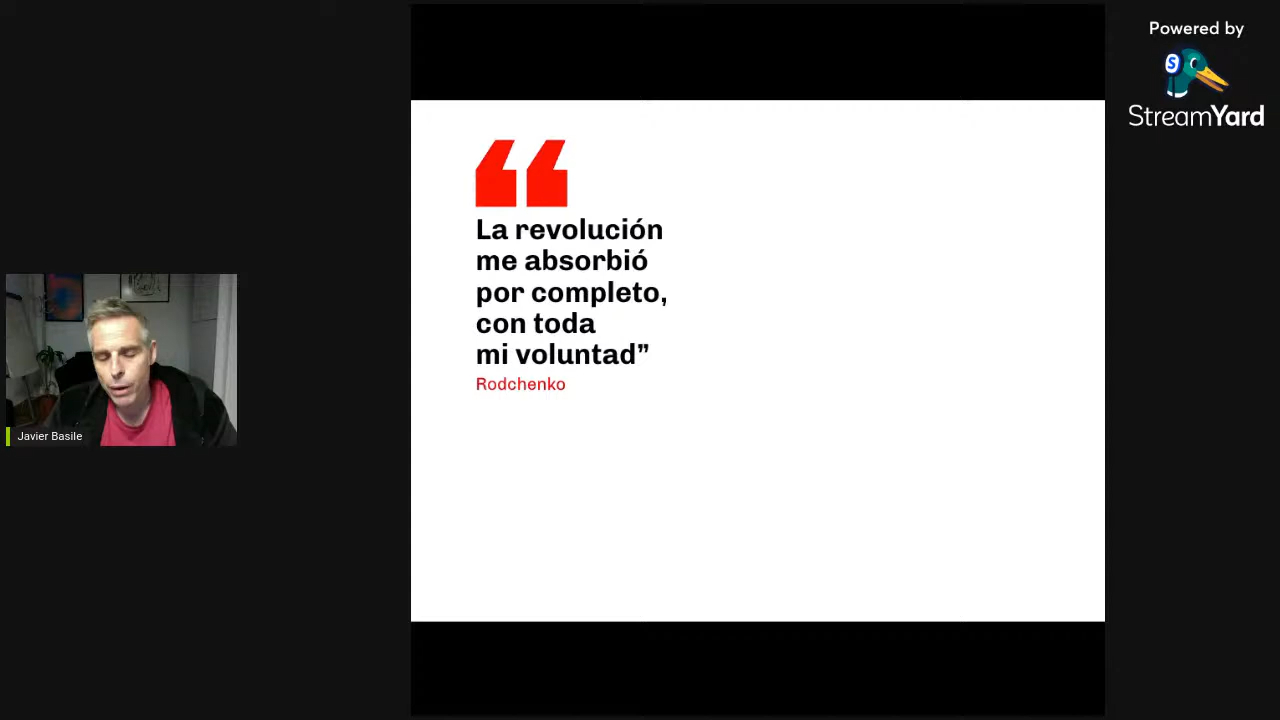 Powered by
StreamYard
La revolución
me absorbió
por completo,
con toda
mi voluntad”
Rodchenko
Javier Basile